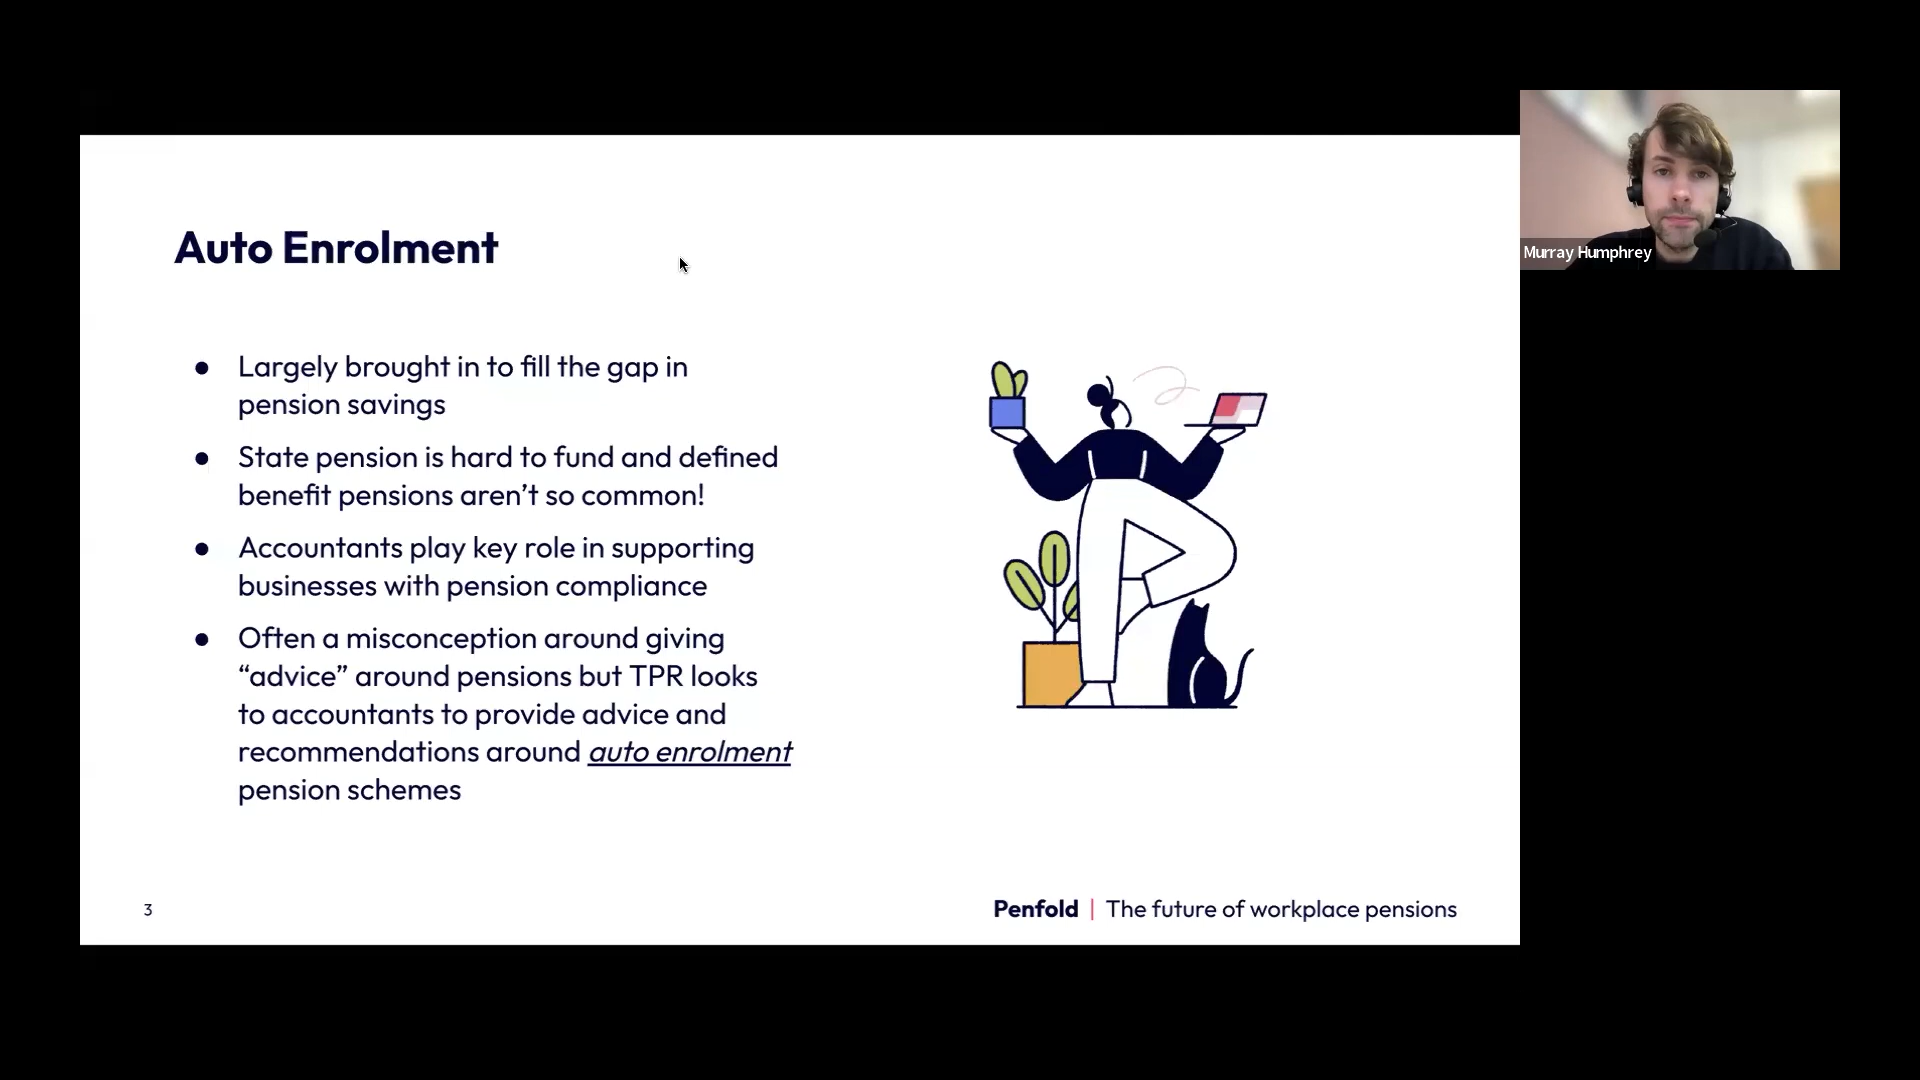 Auto Enrolment
● Largely brought in to fill the gap in
pension savings
● State pension is hard to fund and defined
benefit pensions aren’t so common!
● Accountants play key role in supporting
businesses with pension compliance
● Often a misconception around giving
“advice” around pensions but TPR looks
to accountants to provide advice and
recommendations around auto enrolment
pension schemes
3
Penfold | The future of workplace pensions
Murray Humphrey